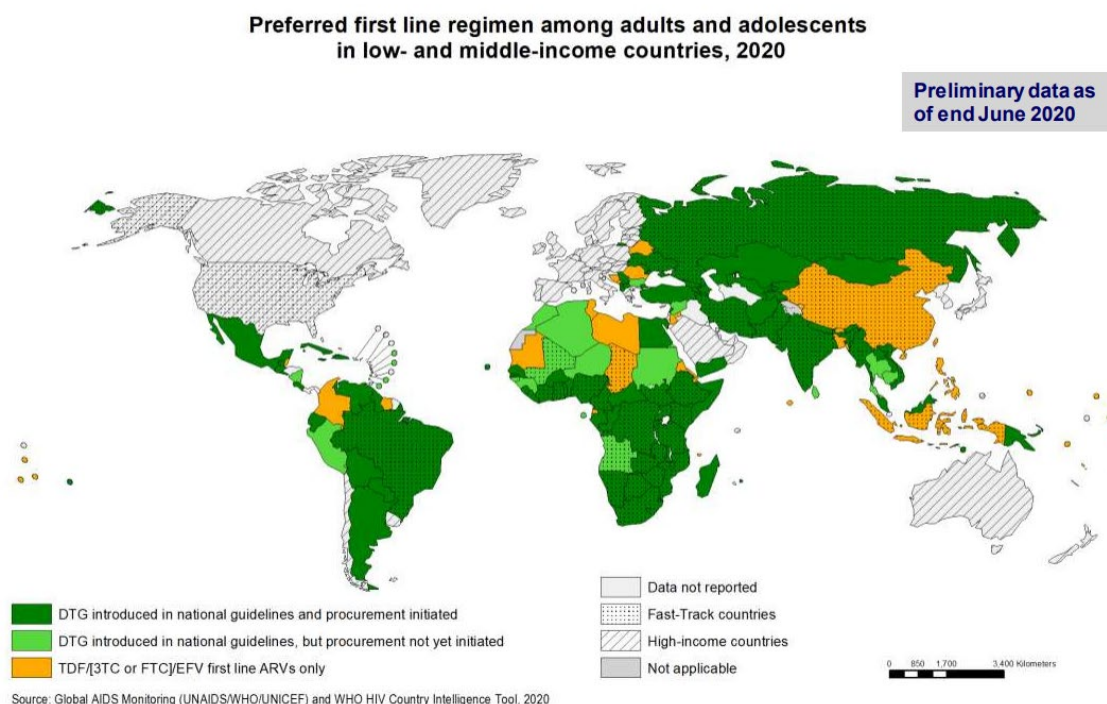 Preferred first line regimen among adults and adolescents
in low- and middle-income countries, 2020
Preliminary data as
of end June 2020
DTG introduced in national guidelines and procurement initiated
DTG introduced in national guidelines, but procurement not yet initiated
TDF/[3TC or FTC]/EFV first line ARVs only
Data not reported
Fast-Track countries
High-income countries
Not applicable
0 850 1,700 3,400 Kilometers
Source: Global AIDS Monitoring (UNAIDS/WHO/UNICEF) and WHO HIV Country Intelligence Tool, 2020